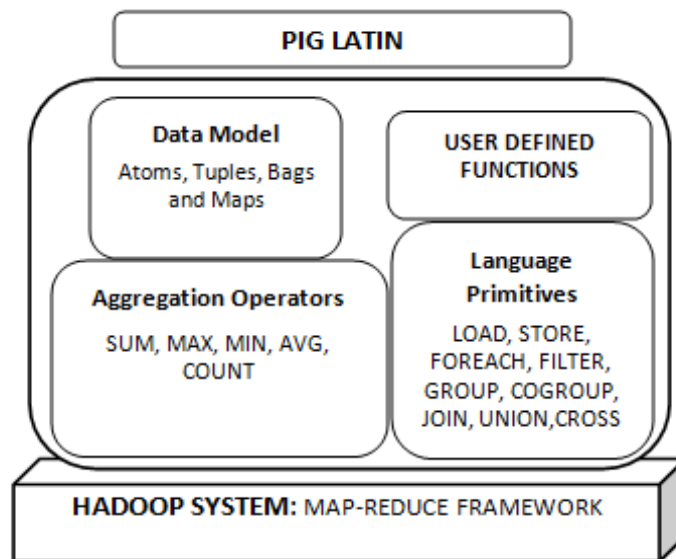 PIG LATIN
Data Model
Atoms, Tuples, Bags
and Maps
USER DEFINED
FUNCTIONS
Aggregation Operators
SUM, MAX, MIN, AVG,
COUNT
Language
Primitives
LOAD, STORE,
FOREACH, FILTER,
GROUP, COGROUP,
JOIN, UNION,CROSS
HADOOP SYSTEM: MAP-REDUCE FRAMEWORK